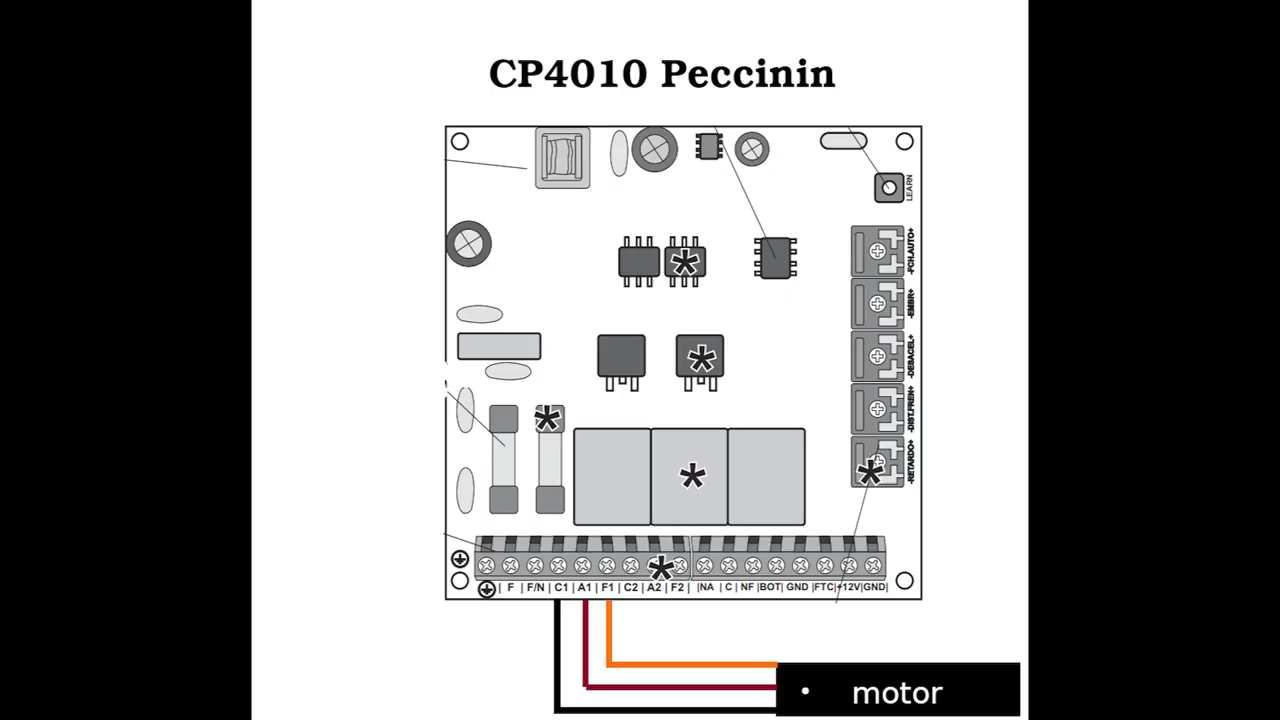 CP4010 Peccinin
LEARN
-FCH.AUTO+
-EMBR+
-DESACEL+
-DIST.FREN+
-RETARDO+
| F | F/N | C1 | A1 | F1 | C2 | A2 | F2 | |NA | C | NF |BOT| GND |FTC|+12V|GND|
motor